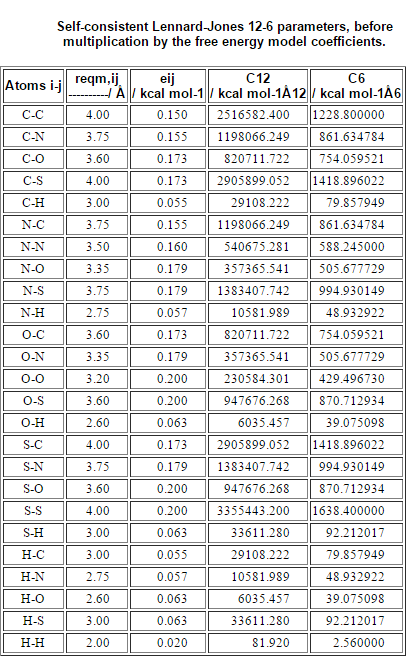 Self-consistent Lennard-Jones 12-6 parameters, before
multiplication by the free energy model coefficients.
Atoms i-j reqm,ij eij C12 C6
----------/ Å / kcal mol-1 / kcal mol-1Å12 / kcal mol-1Å6
C-C 4.00 0.150 2516582.400 1228.800000
C-N 3.75 0.155 1198066.249 861.634784
C-O 3.60 0.173 820711.722 754.059521
C-S 4.00 0.173 2905899.052 1418.896022
C-H 3.00 0.055 29108.222 79.857949
N-C 3.75 0.155 1198066.249 861.634784
N-N 3.50 0.160 540675.281 588.245000
N-O 3.35 0.179 357365.541 505.677729
N-S 3.75 0.179 1383407.742 994.930149
N-H 2.75 0.057 10581.989 48.932922
O-C 3.60 0.173 820711.722 754.059521
O-N 3.35 0.179 357365.541 505.677729
O-O 3.20 0.200 230584.301 429.496730
O-S 3.60 0.200 947676.268 870.712934
O-H 2.60 0.063 6035.457 39.075098
S-C 4.00 0.173 2905899.052 1418.896022
S-N 3.75 0.179 1383407.742 994.930149
S-O 3.60 0.200 947676.268 870.712934
S-S 4.00 0.200 3355443.200 1638.400000
S-H 3.00 0.063 33611.280 92.212017
H-C 3.00 0.055 29108.222 79.857949
H-N 2.75 0.057 10581.989 48.932922
H-O 2.60 0.063 6035.457 39.075098
H-S 3.00 0.063 33611.280 92.212017
H-H 2.00 0.020 81.920 2.560000